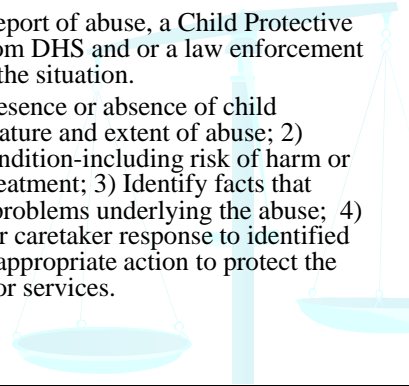 eport of abuse, a Child Protective
om DHS and or a law enforcement
the situation.
esence or absence of child
ature and extent of abuse; 2)
ndition-including risk of harm or
eatment; 3) Identify facts that
problems underlying the abuse; 4)
r caretaker response to identified
appropriate action to protect the
or services.